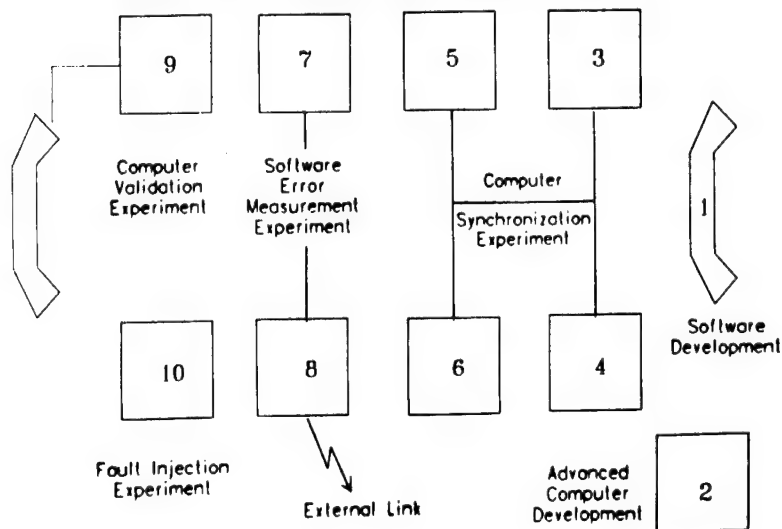 9
7
5
3
Computer
Validation
Experiment
Software
Error
Measurement
Experiment
Computer
Synchronization
Experiment
1
Software
Development
10
8
6
4
Fault Injection
Experiment
External Link
Advanced
Computer
Development
2